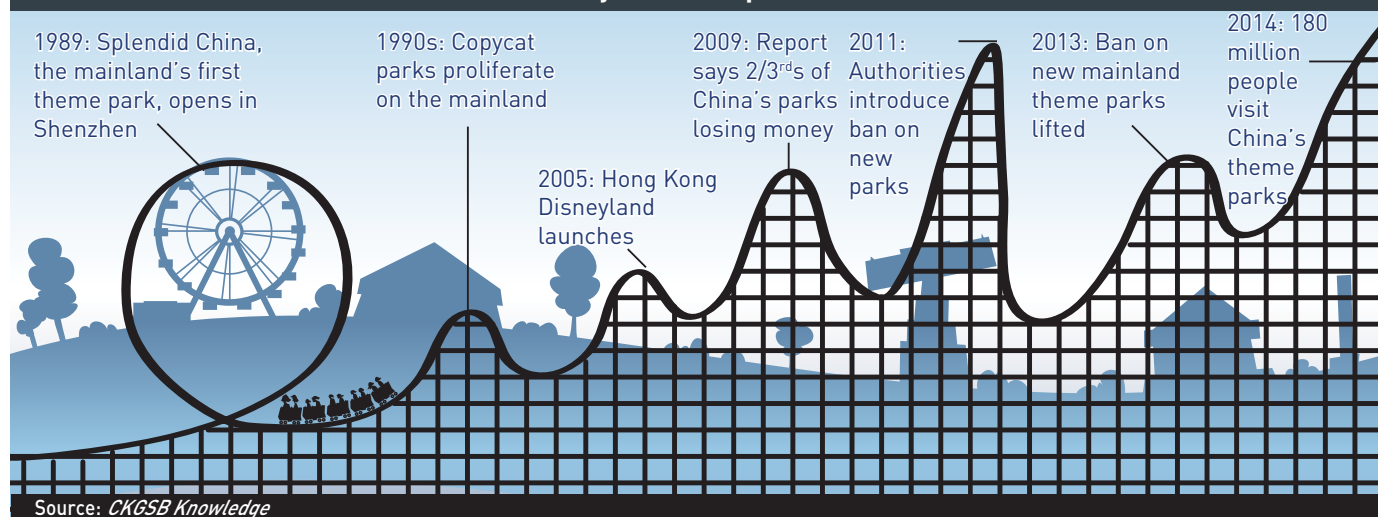 1989: Splendid China,
the mainland's first
theme park, opens in
Shenzhen
1990s: Copycat
parks proliferate
on the mainland
2005: Hong Kong
Disneyland
launches
2009: Report
says 2/3rds of
China's parks
losing money
2011:
Authorities
introduce
ban on
new
parks
2013: Ban on
new mainland
theme parks
lifted
2014: 180
million
people
visit
China's
theme
parks
Source: CKGSB Knowledge